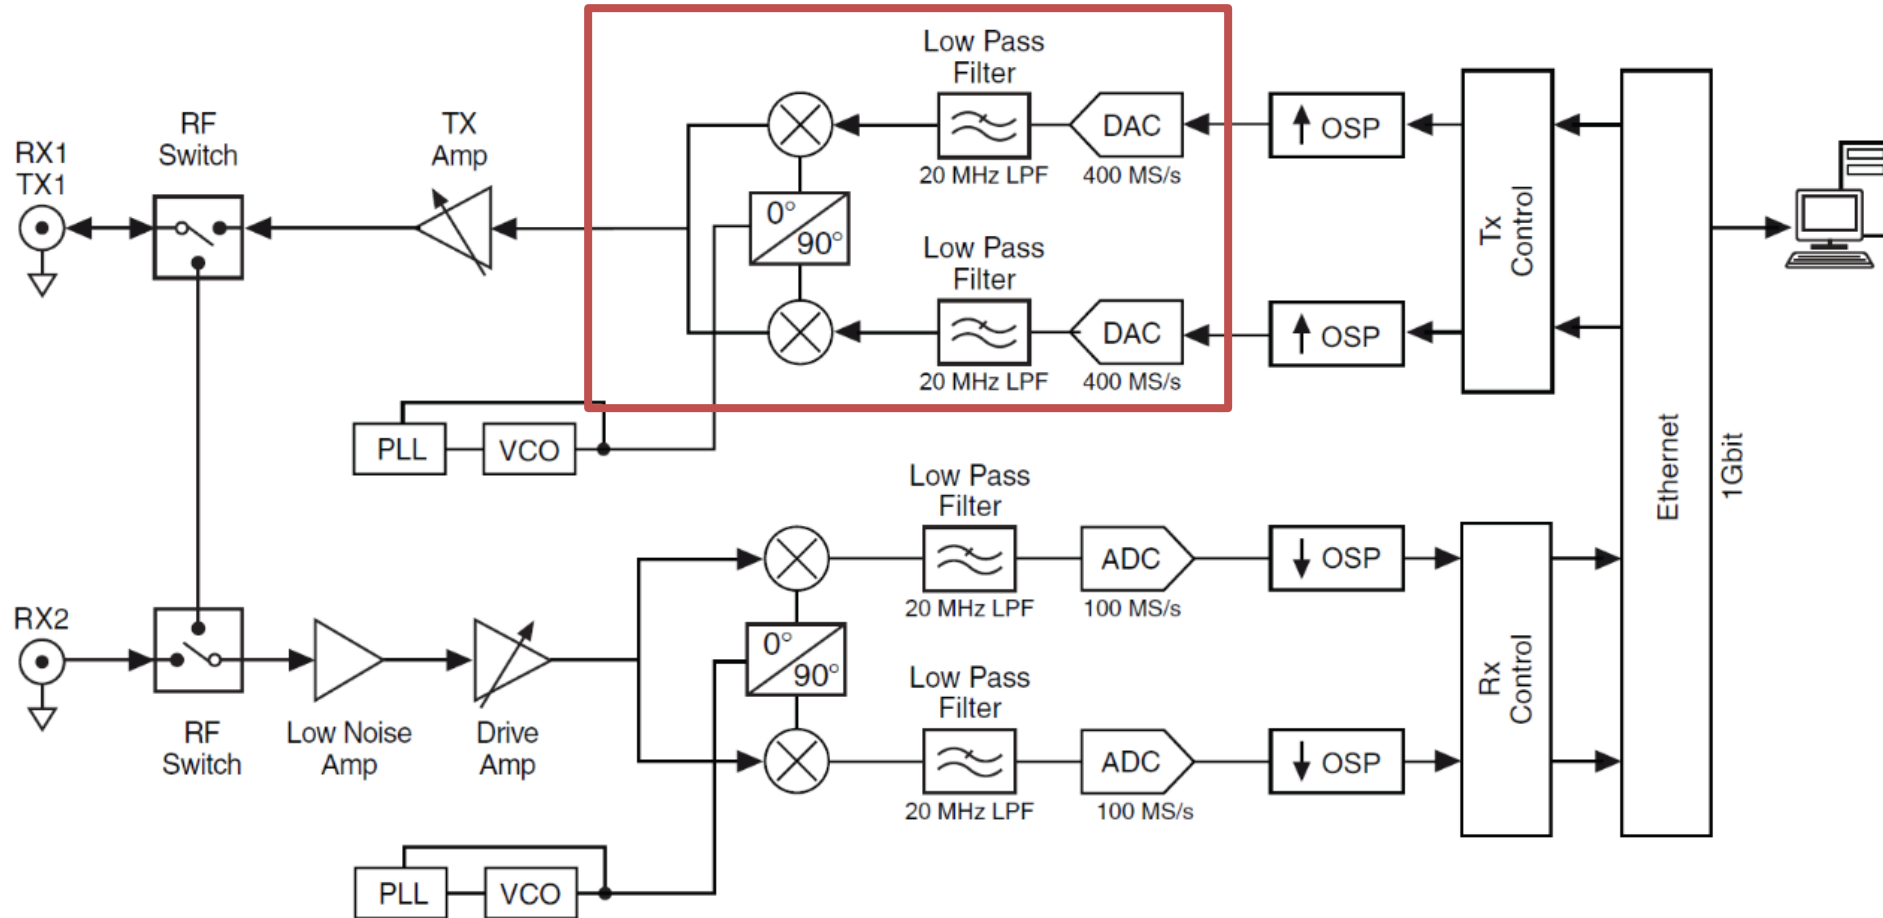 Low Pass
Filter
DAC
20 MHz LPF
400 MS/s
↑ OSP
RF
Switch
TX
Amp
RX1
TX1
0°
90°
Low Pass
Filter
DAC
20 MHz LPF
400 MS/s
↑ OSP
Tx
Control
PLL
VCO
Ethernet
1Gbit
Low Pass
Filter
ADC
20 MHz LPF
100 MS/s
↓ OSP
RX2
RF
Switch
Low Noise
Amp
Drive
Amp
0°
90°
Low Pass
Filter
ADC
20 MHz LPF
100 MS/s
↓ OSP
Rx
Control
PLL
VCO